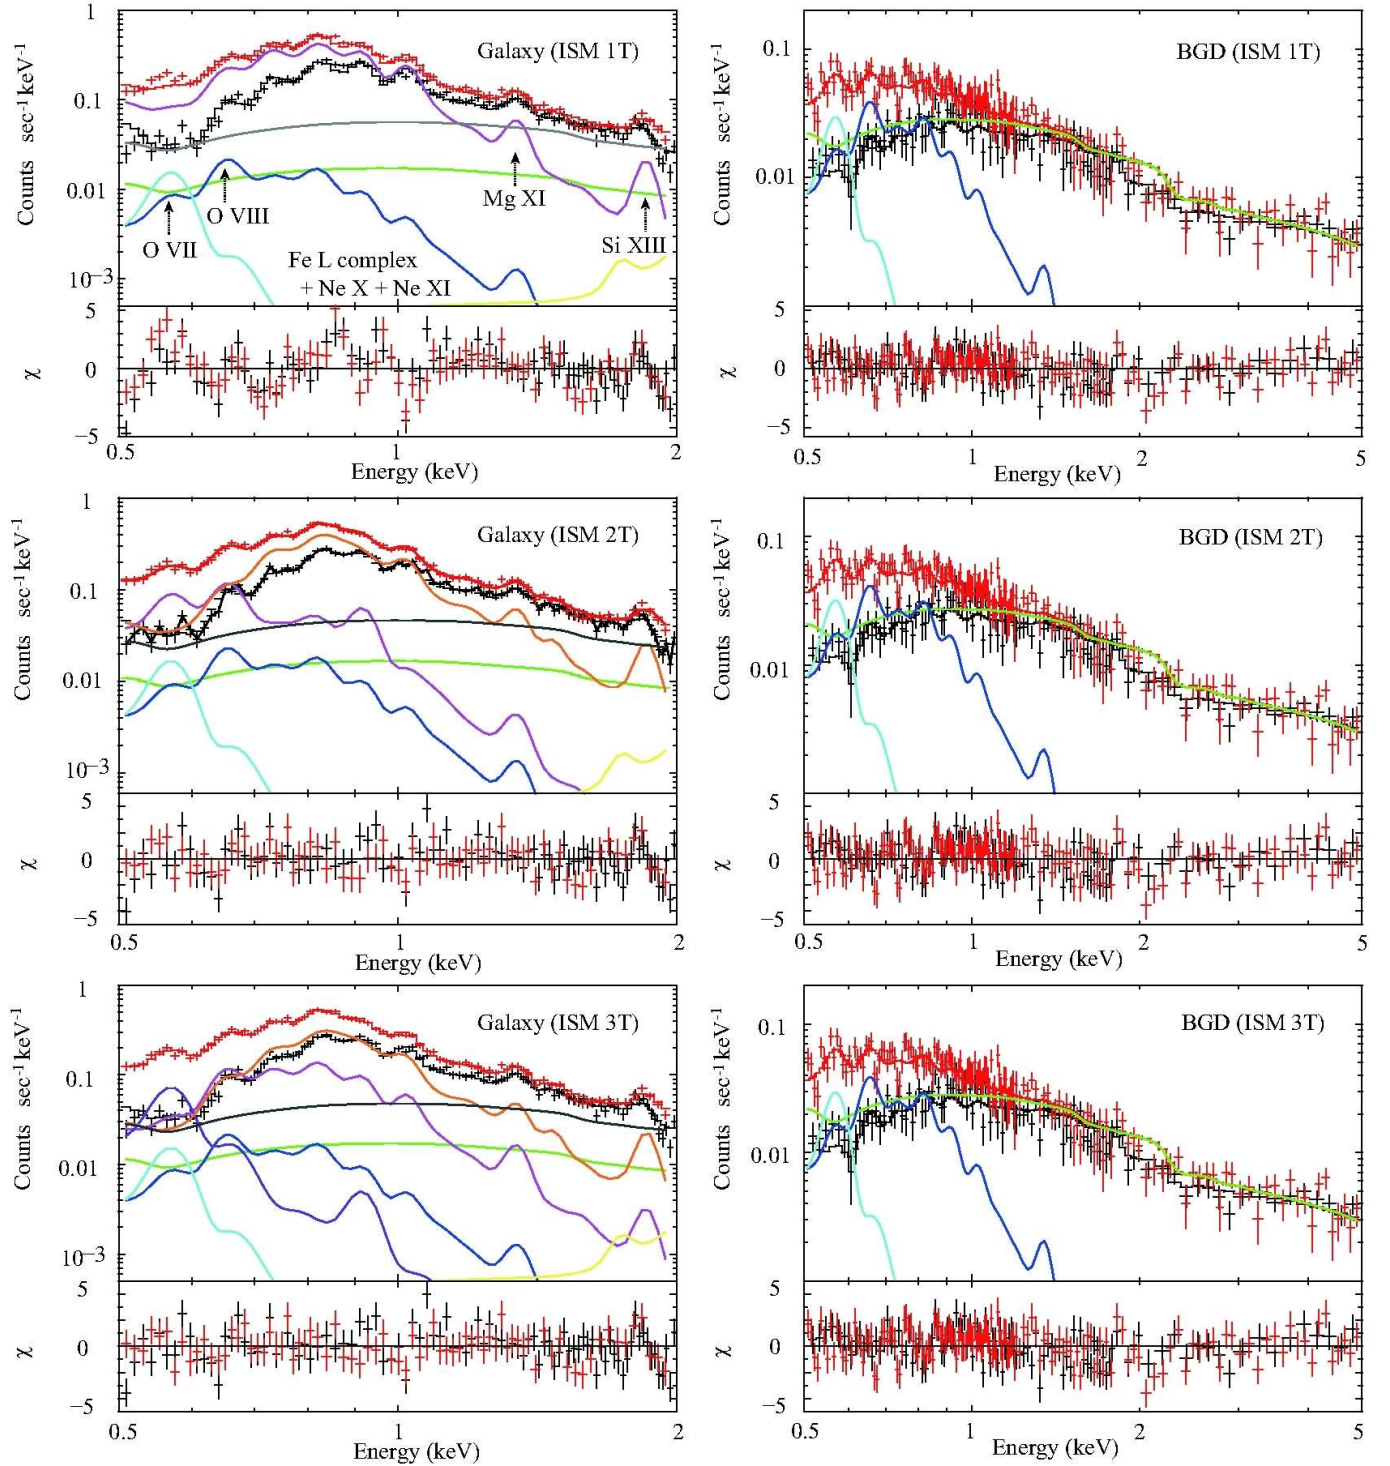 1
0.1
0.01
10⁻³
Counts sec⁻¹ keV⁻¹
Galaxy (ISM 1T)
O VII
O VIII
Mg XI
Si XIII
Fe L complex
+ Ne X + Ne XI
5
0
−5
χ
0.5
1
2
Energy (keV)
0.1
0.01
Counts sec⁻¹ keV⁻¹
BGD (ISM 1T)
5
0
−5
χ
0.5
1
2
5
Energy (keV)
1
0.1
0.01
10⁻³
Counts sec⁻¹ keV⁻¹
Galaxy (ISM 2T)
5
0
−5
χ
0.5
1
2
Energy (keV)
0.1
0.01
Counts sec⁻¹ keV⁻¹
BGD (ISM 2T)
5
0
−5
χ
0.5
1
2
5
Energy (keV)
1
0.1
0.01
10⁻³
Counts sec⁻¹ keV⁻¹
Galaxy (ISM 3T)
5
0
−5
χ
0.5
1
2
Energy (keV)
0.1
0.01
Counts sec⁻¹ keV⁻¹
BGD (ISM 3T)
5
0
−5
χ
0.5
1
2
5
Energy (keV)